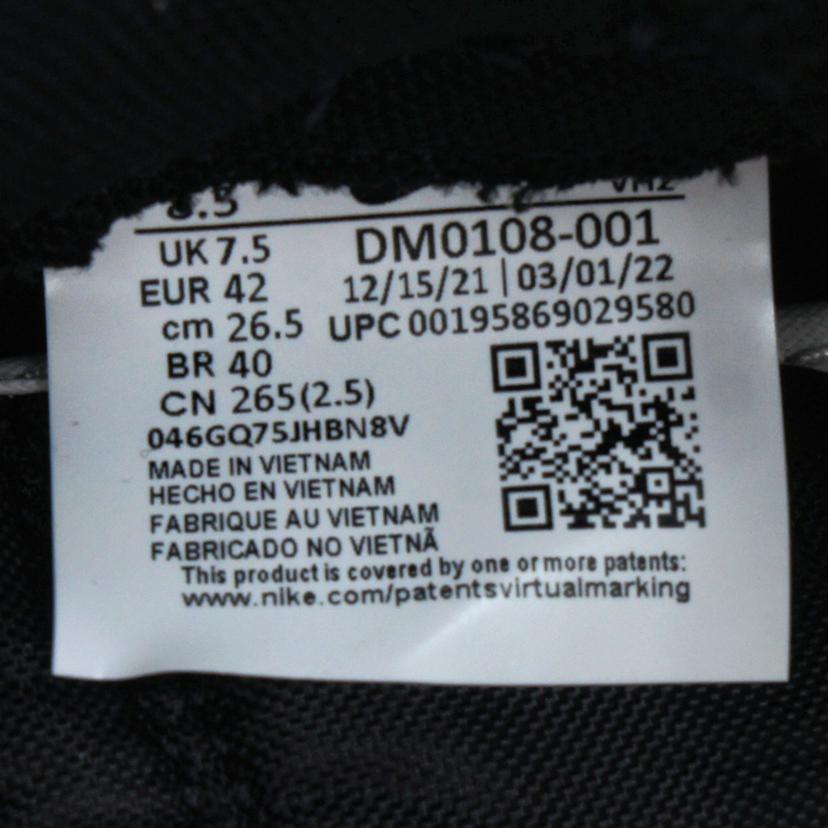 8.5
UK 7.5
EUR 42
cm 26.5
BR 40
CN 265(2.5)
DM0108-001
12/15/21 | 03/01/22
UPC 00195869029580
046GQ75JHBN8V
MADE IN VIETNAM
HECHO EN VIETNAM
FABRIQUE AU VIETNAM
FABRICADO NO VIETNÃ
This product is covered by one or more patents:
www.nike.com/patentsvirtualmarking